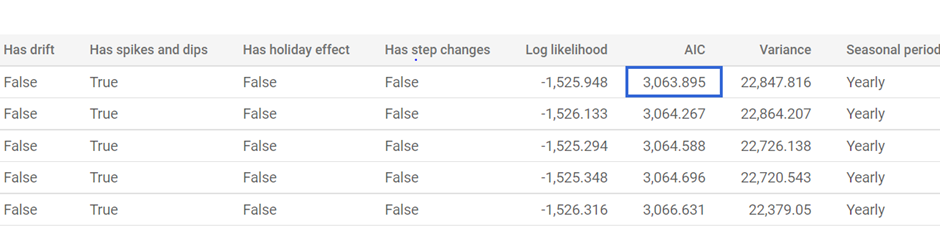 Has drift Has spikes and dips Has holiday effect Has step changes Log likelihood AIC Variance Seasonal period
False True False False -1,525.948 3,063.895 22,847.816 Yearly
False True False False -1,526.133 3,064.267 22,864.207 Yearly
False True False False -1,525.294 3,064.588 22,726.138 Yearly
False True False False -1,525.348 3,064.696 22,720.543 Yearly
False True False False -1,526.316 3,066.631 22,379.05 Yearly